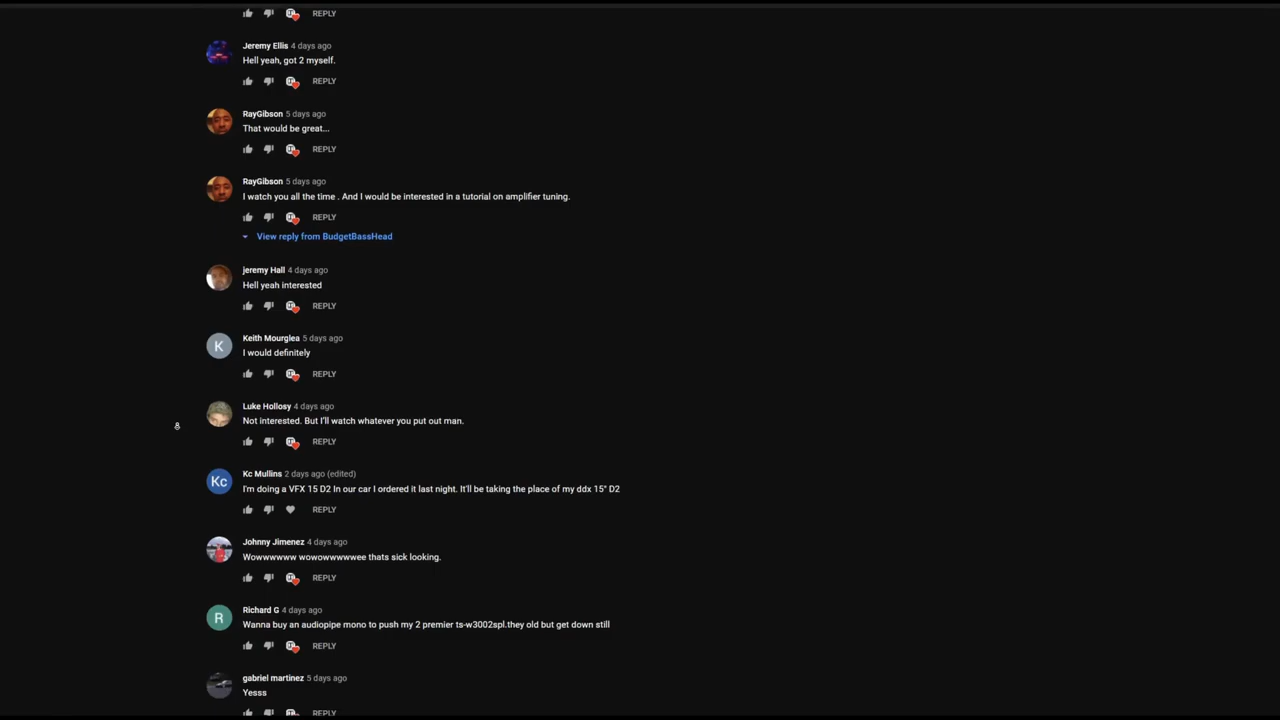 REPLY
Jeremy Ellis 4 days ago
Hell yeah, got 2 myself.
REPLY
RayGibson 5 days ago
That would be great...
REPLY
RayGibson 5 days ago
I watch you all the time . And I would be interested in a tutorial on amplifier tuning.
REPLY
View reply from BudgetBassHead
jeremy Hall 4 days ago
Hell yeah interested
REPLY
K
Keith Mourglea 5 days ago
I would definitely
REPLY
Luke Hollosy 4 days ago
Not interested. But I'll watch whatever you put out man.
REPLY
Kc
Kc Mullins 2 days ago (edited)
I'm doing a VFX 15 D2 In our car I ordered it last night. It'll be taking the place of my ddx 15" D2
REPLY
Johnny Jimenez 4 days ago
Wowwwwww wowowwwwwee thats sick looking.
REPLY
R
Richard G 4 days ago
Wanna buy an audiopipe mono to push my 2 premier ts-w3002spl.they old but get down still
REPLY
gabriel martinez 5 days ago
Yesss
REPLY